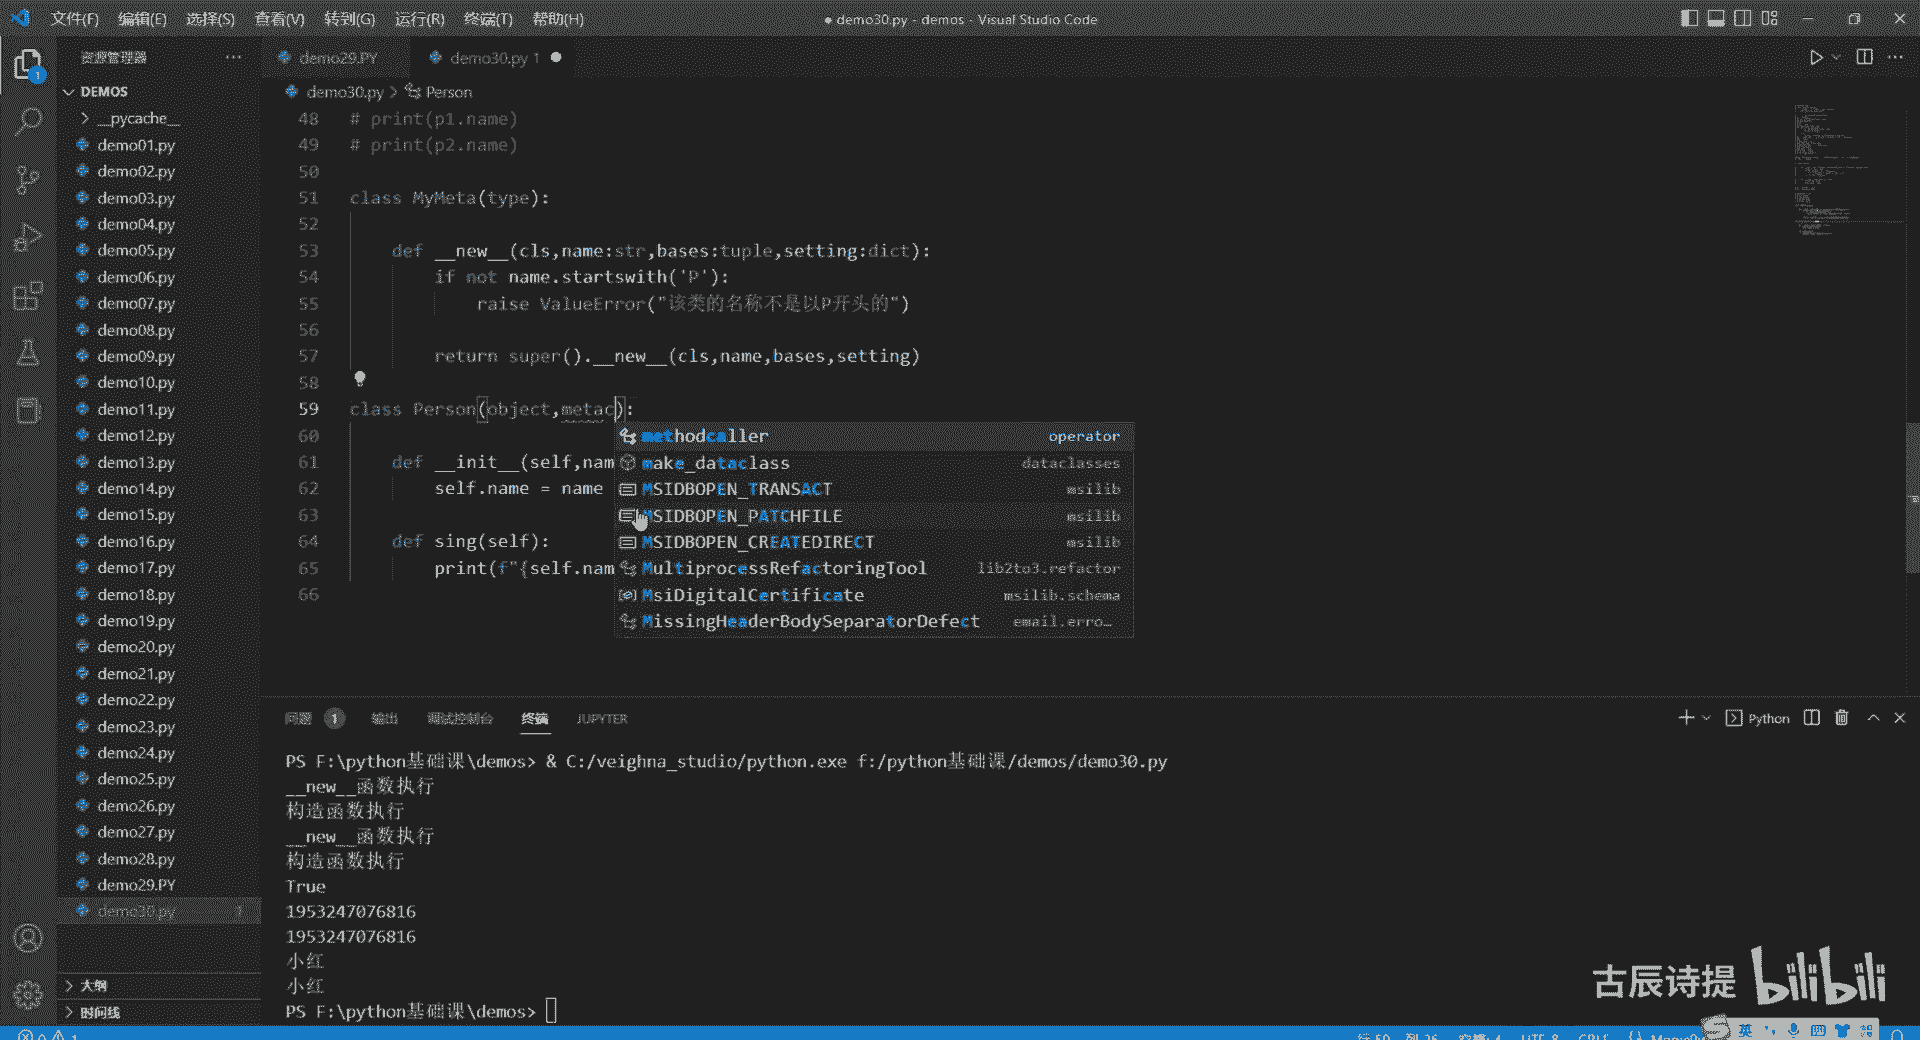 文件(F) 编辑(E) 选择(S) 查看(V) 转到(G) 运行(R) 终端(T) 帮助(H)
● demo30.py - demos - Visual Studio Code
资源管理器
demo29.PY
demo30.py 1
1
DEMOS
demo30.py > Person
__pycache__
demo01.py
demo02.py
demo03.py
demo04.py
demo05.py
demo06.py
demo07.py
demo08.py
demo09.py
demo10.py
demo11.py
demo12.py
demo13.py
demo14.py
demo15.py
demo16.py
demo17.py
demo18.py
demo19.py
demo20.py
demo21.py
demo22.py
demo23.py
demo24.py
demo25.py
demo26.py
demo27.py
demo28.py
demo29.PY
demo30.py 1
大纲
时间线
48 # print(p1.name)
49 # print(p2.name)
50
51 class MyMeta(type):
52
53 def __new__(cls,name:str,bases:tuple,setting:dict):
54 if not name.startswith('P'):
55 raise ValueError("该类的名称不是以P开头的")
56
57 return super().__new__(cls,name,bases,setting)
58
59 class Person(object,metac):
60
61 def __init__(self,nam
62 self.name = name
63
64 def sing(self):
65 print(f"{self.nam
66
methodcaller operator
make_dataclass dataclasses
MSIDBOPEN_TRANSACT msilib
MSIDBOPEN_PATCHFILE msilib
MSIDBOPEN_CREATEDIRECT msilib
MultiprocessRefactoringTool lib2to3.refactor
MsiDigitalCertificate msilib.schema
MissingHeaderBodySeparatorDefect email.erro…
问题 1 输出 调试控制台 终端 JUPYTER
Python
PS F:\python基础课\demos> & C:/veighna_studio/python.exe f:/python基础课/demos/demo30.py
__new__函数执行
构造函数执行
__new__函数执行
构造函数执行
True
1953247076816
1953247076816
小红
小红
PS F:\python基础课\demos>
古辰诗提 bilibili
英